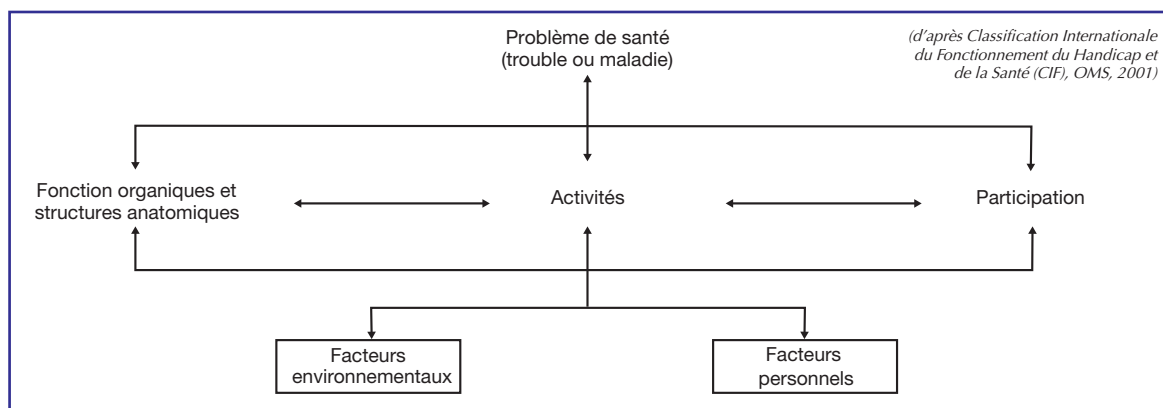 Problème de santé
(trouble ou maladie)
(d'après Classification Internationale
du Fonctionnement du Handicap et
de la Santé (CIF), OMS, 2001)
Fonction organiques et
structures anatomiques
Activités
Participation
Facteurs
environnementaux
Facteurs
personnels